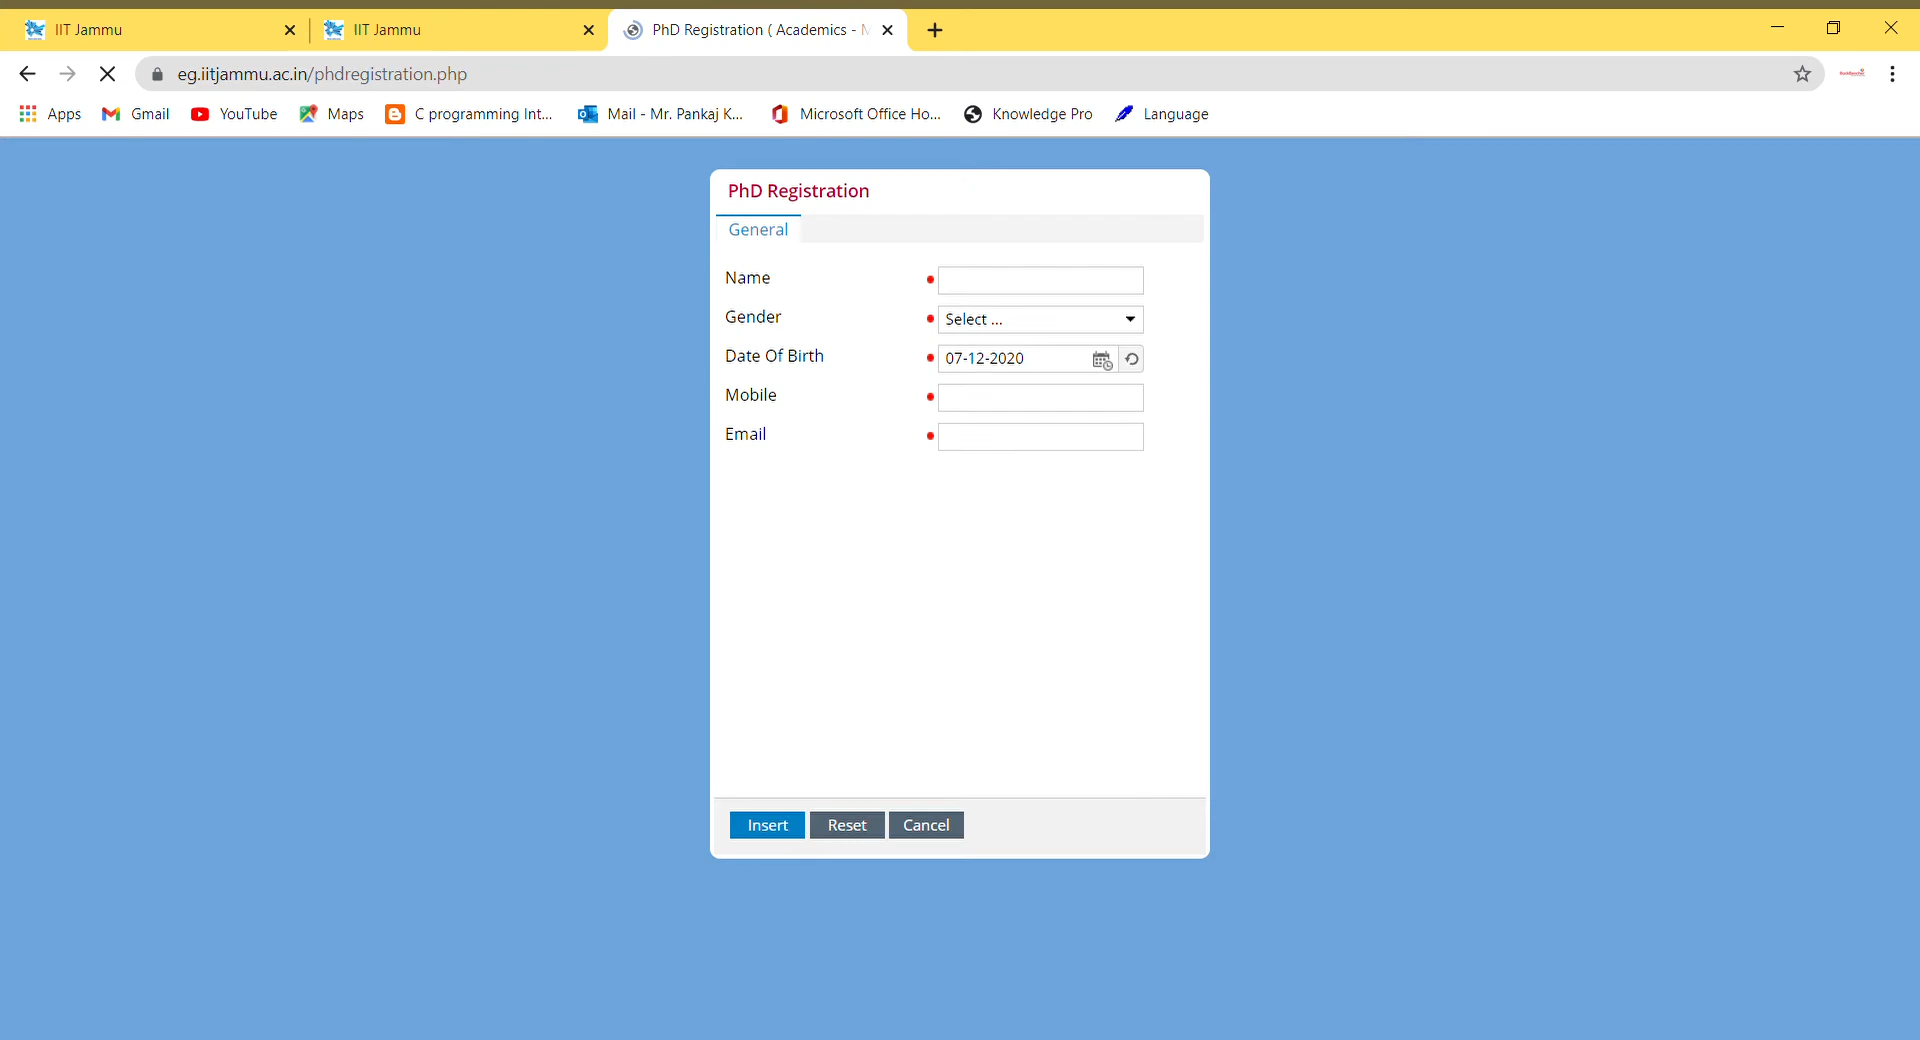 IIT Jammu
IIT Jammu
PhD Registration ( Academics -
eg.iitjammu.ac.in/phdregistration.php
Apps
Gmail
YouTube
Maps
C programming Int...
Mail - Mr. Pankaj K...
Microsoft Office Ho...
Knowledge Pro
Language
PhD Registration
General
Name
Gender
Select ...
Date Of Birth
07-12-2020
Mobile
Email
Insert
Reset
Cancel